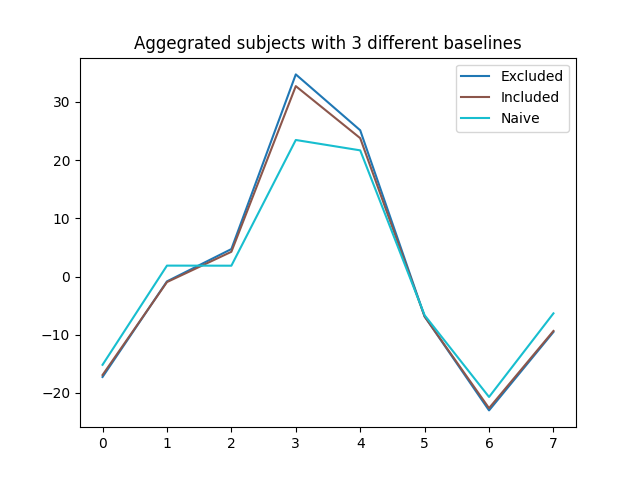 Aggegrated subjects with 3 different baselines
Excluded
Included
Naive
30
20
10
0
−10
−20
0 1 2 3 4 5 6 7